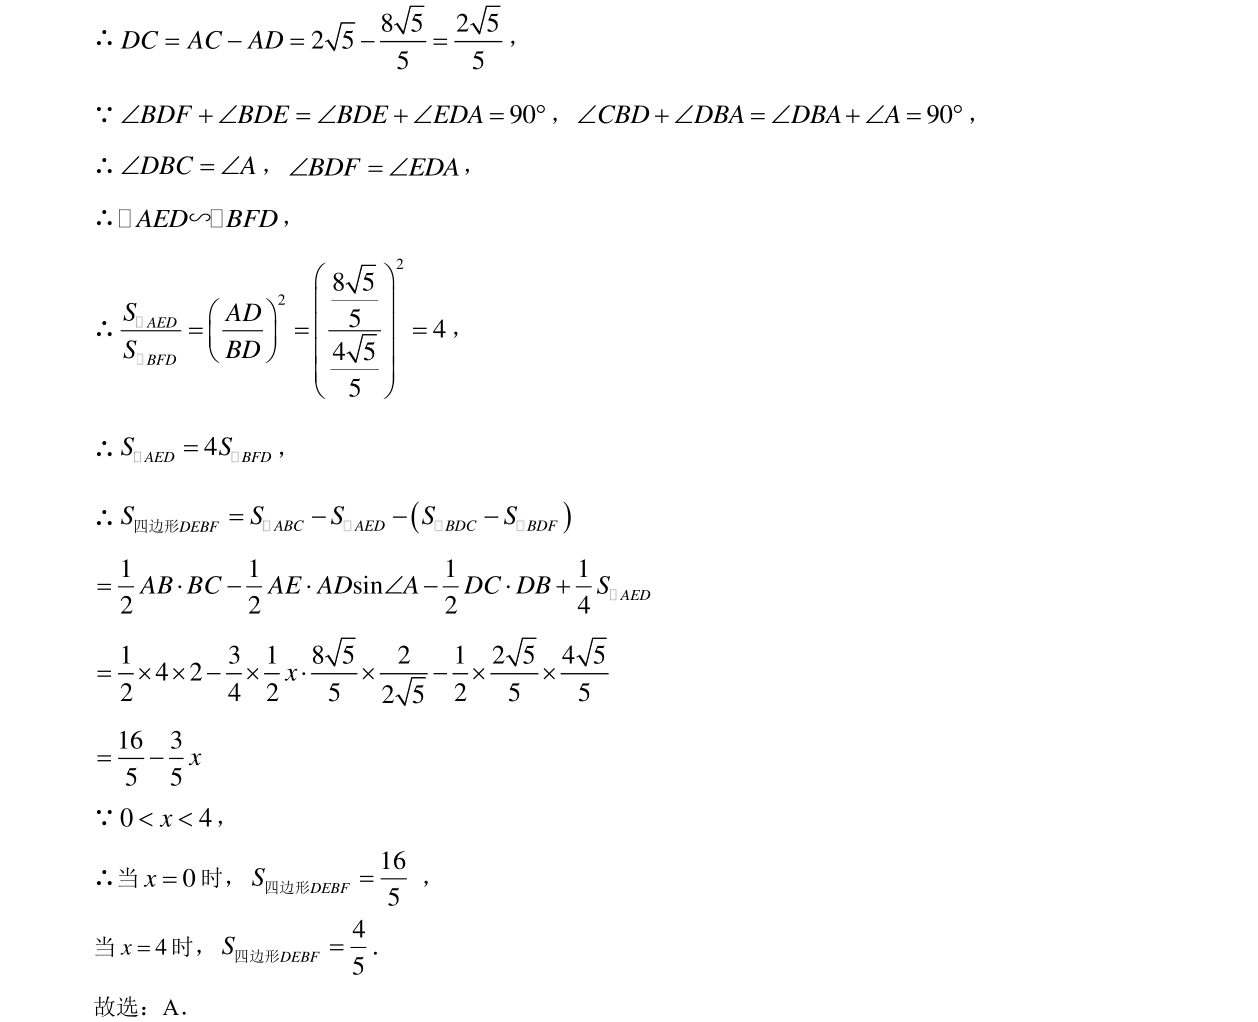 ∴ DC = AC − AD = 2√5 − 8√5/5 = 2√5/5，
∵ ∠BDF + ∠BDE = ∠BDE + ∠EDA = 90°，∠CBD + ∠DBA = ∠DBA + ∠A = 90°，
∴ ∠DBC = ∠A，∠BDF = ∠EDA，
∴ □AED∽□BFD，
∴ S□AED/S□BFD = (AD/BD)² = ((8√5/5)/(4√5/5))² = 4，
∴ S□AED = 4S□BFD，
∴ S四边形DEBF = S□ABC − S□AED − (S□BDC − S□BDF)
= 1/2 AB · BC − 1/2 AE · AD sin∠A − 1/2 DC · DB + 1/4 S□AED
= 1/2 × 4 × 2 − 3/4 × 1/2 x · 8√5/5 × 2/2√5 − 1/2 × 2√5/5 × 4√5/5
= 16/5 − 3/5 x
∵ 0 < x < 4，
∴当 x = 0 时，S四边形DEBF = 16/5 ，
当 x = 4 时，S四边形DEBF = 4/5．
故选：A．